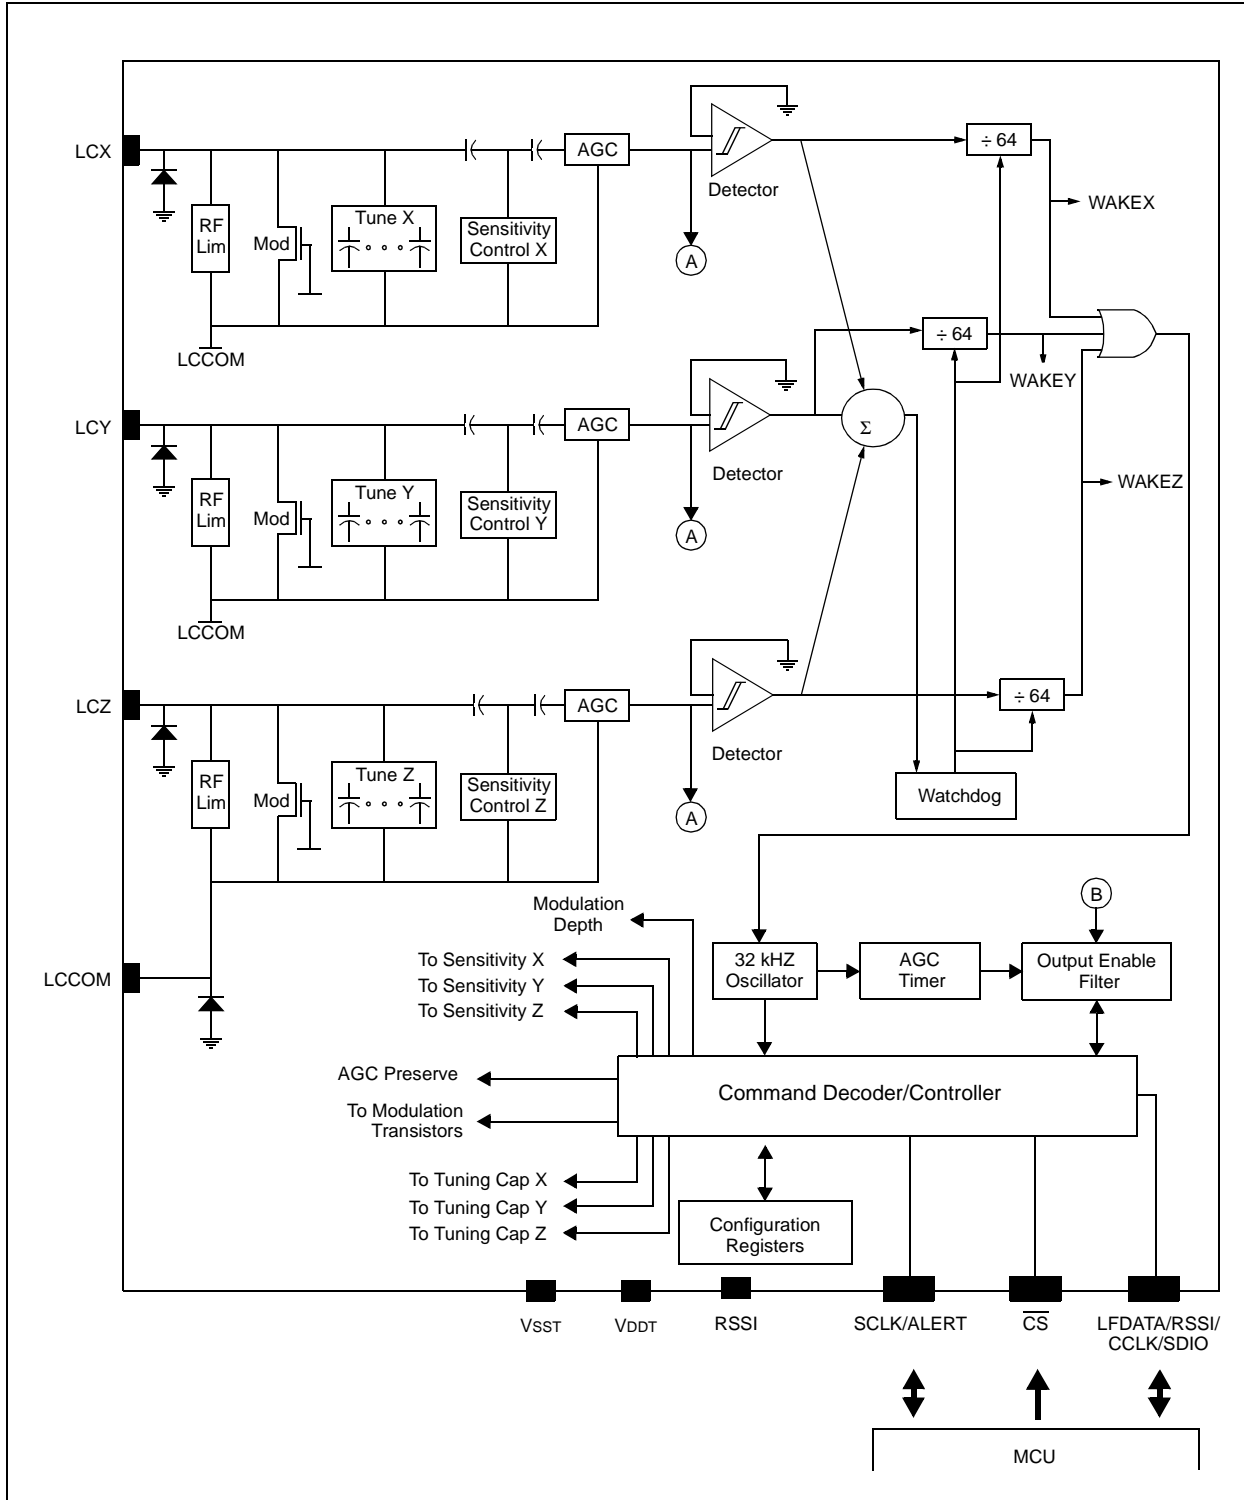 LCX
RF
Lim
Mod
Tune X
Sensitivity
Control X
AGC
Detector
A
÷ 64
WAKEX
LCCOM
÷ 64
WAKEY
LCY
RF
Lim
Mod
Tune Y
Sensitivity
Control Y
AGC
Detector
A
Σ
WAKEZ
LCCOM
LCZ
RF
Lim
Mod
Tune Z
Sensitivity
Control Z
AGC
Detector
A
÷ 64
Watchdog
LCCOM
Modulation
Depth
To Sensitivity X
To Sensitivity Y
To Sensitivity Z
B
32 kHZ
Oscillator
AGC
Timer
Output Enable
Filter
AGC Preserve
To Modulation
Transistors
Command Decoder/Controller
To Tuning Cap X
To Tuning Cap Y
To Tuning Cap Z
Configuration
Registers
VSST
VDDT
RSSI
SCLK/ALERT
CS
LFDATA/RSSI/
CCLK/SDIO
MCU